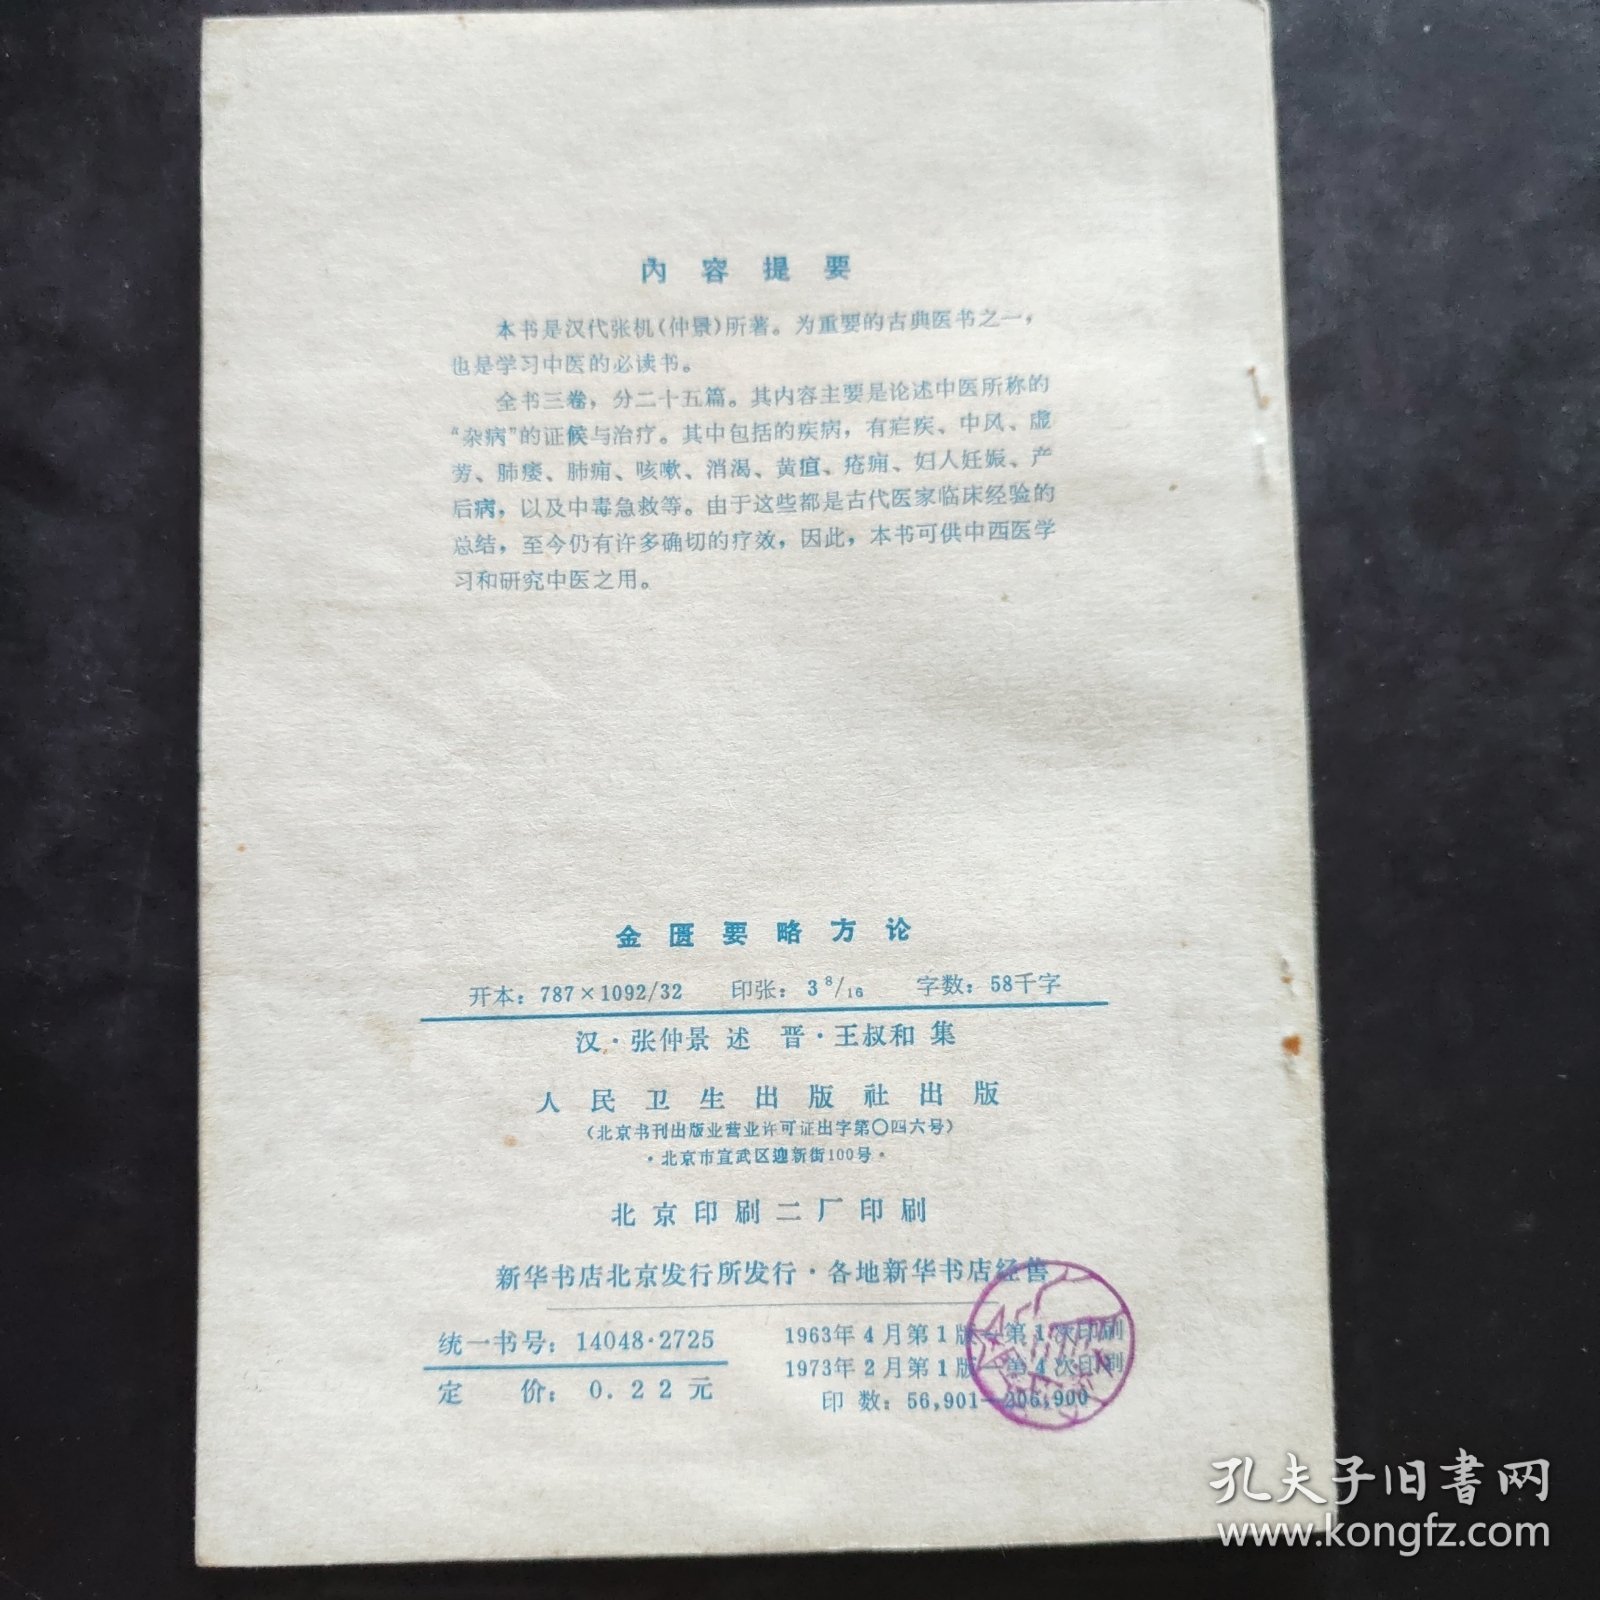 内容提要
本书是汉代张机(仲景)所著。为重要的古典医书之一，
也是学习中医的必读书。
全书三卷，分二十五篇。其内容主要是论述中医所称的
“杂病”的证候与治疗。其中包括的疾病，有疟疾、中风、虚
劳、肺痿、肺痈、咳嗽、消渴、黄疸、疮痈、妇人妊娠、产
后病，以及中毒急救等。由于这些都是古代医家临床经验的
总结，至今仍有许多确切的疗效，因此，本书可供中西医学
习和研究中医之用。
金匮要略方论
开本：787×1092/32 印张：3 8/16 字数：58千字
汉·张仲景 述 晋·王叔和 集
人民卫生出版社出版
(北京书刊出版业营业许可证出字第〇四六号)
·北京市宣武区迎新街100号·
北京印刷二厂印刷
新华书店北京发行所发行·各地新华书店经售
统一书号：14048·2725
定 价：0.22元
1963年4月第1版—第1次印刷
1973年2月第1版 第4次印刷
印 数：56,901—206,900
孔夫子旧书网
www.kongfz.com